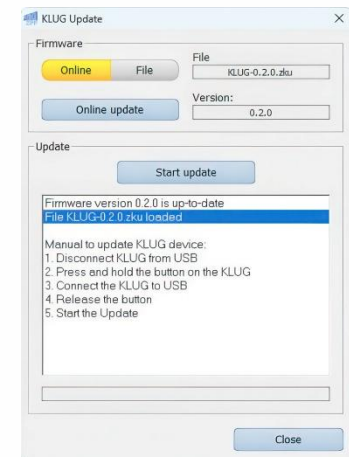 KLUG Update
Firmware
Online
File
File
KLUG-0.2.0.zku
Online update
Version:
0.2.0
Update
Start update
Firmware version 0.2.0 is up-to-date
File KLUG-0.2.0.zku loaded
Manual to update KLUG device:
1. Disconnect KLUG from USB
2. Press and hold the button on the KLUG
3. Connect the KLUG to USB
4. Release the button
5. Start the Update
Close